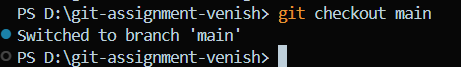 PS D:\git-assignment-venish> git checkout main
Switched to branch 'main'
PS D:\git-assignment-venish>